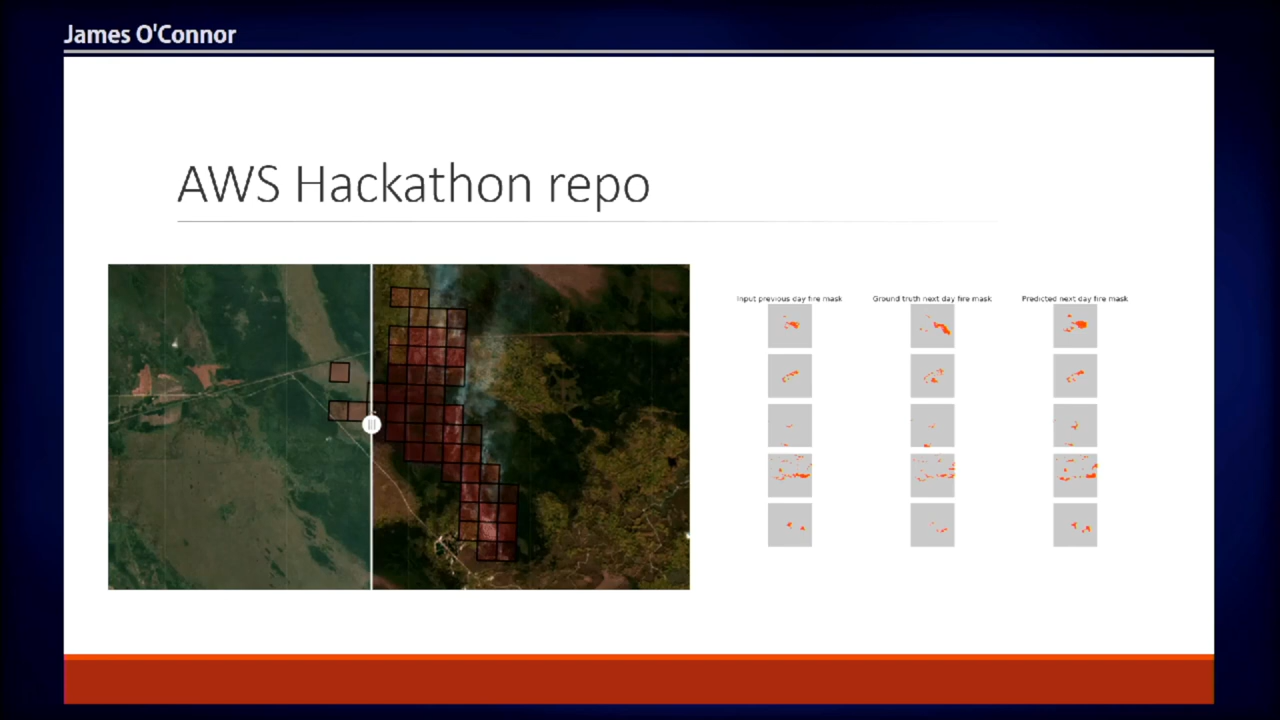 James O'Connor
AWS Hackathon repo
Input previous day fire mask
Ground truth next day fire mask
Predicted next day fire mask